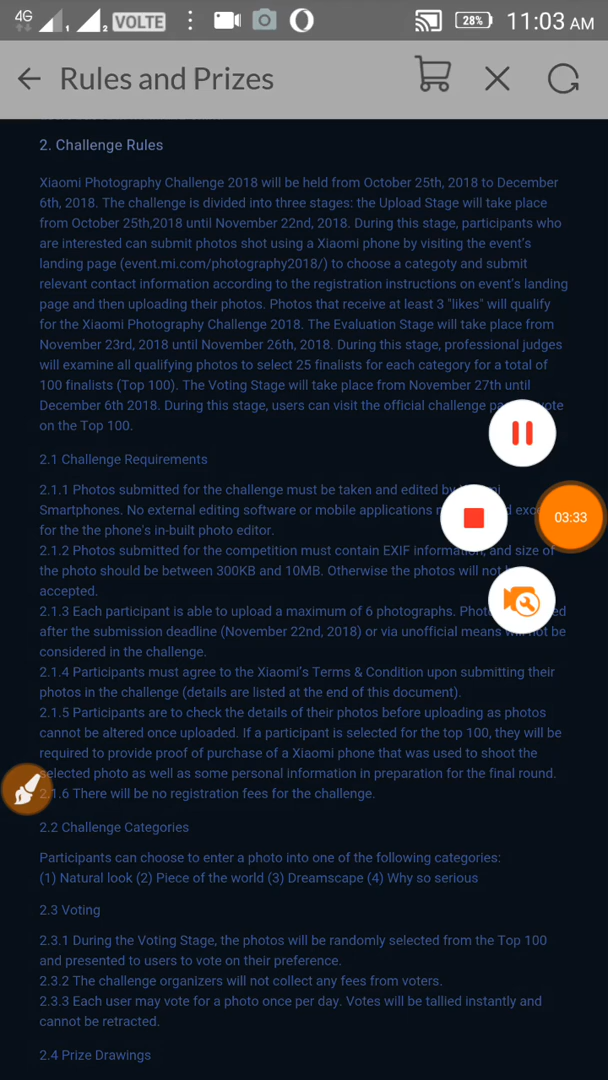 4G 1 2 VOLTE 28% 11:03 AM
Rules and Prizes
2. Challenge Rules
Xiaomi Photography Challenge 2018 will be held from October 25th, 2018 to December
6th, 2018. The challenge is divided into three stages: the Upload Stage will take place
from October 25th,2018 until November 22nd, 2018. During this stage, participants who
are interested can submit photos shot using a Xiaomi phone by visiting the event's
landing page (event.mi.com/photography2018/) to choose a categoty and submit
relevant contact information according to the registration instructions on event's landing
page and then uploading their photos. Photos that receive at least 3 "likes" will qualify
for the Xiaomi Photography Challenge 2018. The Evaluation Stage will take place from
November 23rd, 2018 until November 26th, 2018. During this stage, professional judges
will examine all qualifying photos to select 25 finalists for each category for a total of
100 finalists (Top 100). The Voting Stage will take place from November 27th until
December 6th 2018. During this stage, users can visit the official challenge vote
on the Top 100.
2.1 Challenge Requirements
2.1.1 Photos submitted for the challenge must be taken and edited by
Smartphones. No external editing software or mobile applications
for the the phone's in-built photo editor.
2.1.2 Photos submitted for the competition must contain EXIF information, and size of
the photo should be between 300KB and 10MB. Otherwise the photos will not
accepted.
03:33
2.1.3 Each participant is able to upload a maximum of 6 photographs.
after the submission deadline (November 22nd, 2018) or via unofficial means will not be
considered in the challenge.
2.1.4 Participants must agree to the Xiaomi's Terms & Condition upon submitting their
photos in the challenge (details are listed at the end of this document).
2.1.5 Participants are to check the details of their photos before uploading as photos
cannot be altered once uploaded. If a participant is selected for the top 100, they will be
required to provide proof of purchase of a Xiaomi phone that was used to shoot the
selected photo as well as some personal information in preparation for the final round.
2.1.6 There will be no registration fees for the challenge.
2.2 Challenge Categories
Participants can choose to enter a photo into one of the following categories:
(1) Natural look (2) Piece of the world (3) Dreamscape (4) Why so serious
2.3 Voting
2.3.1 During the Voting Stage, the photos will be randomly selected from the Top 100
and presented to users to vote on their preference.
2.3.2 The challenge organizers will not collect any fees from voters.
2.3.3 Each user may vote for a photo once per day. Votes will be tallied instantly and
cannot be retracted.
2.4 Prize Drawings